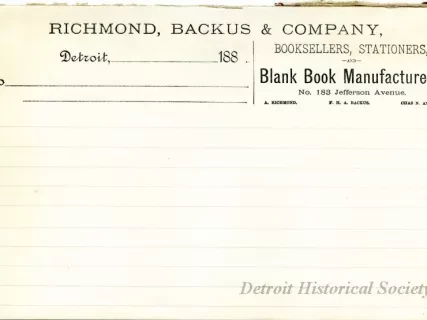 RICHMOND, BACKUS & COMPANY,
Detroit, 188 .
BOOKSELLERS, STATIONERS,
—AND—
Blank Book Manufacture
No. 183 Jefferson Avenue.
A. RICHMOND. F. H. A. BACKUS. CHAS N.
Detroit Historical Society